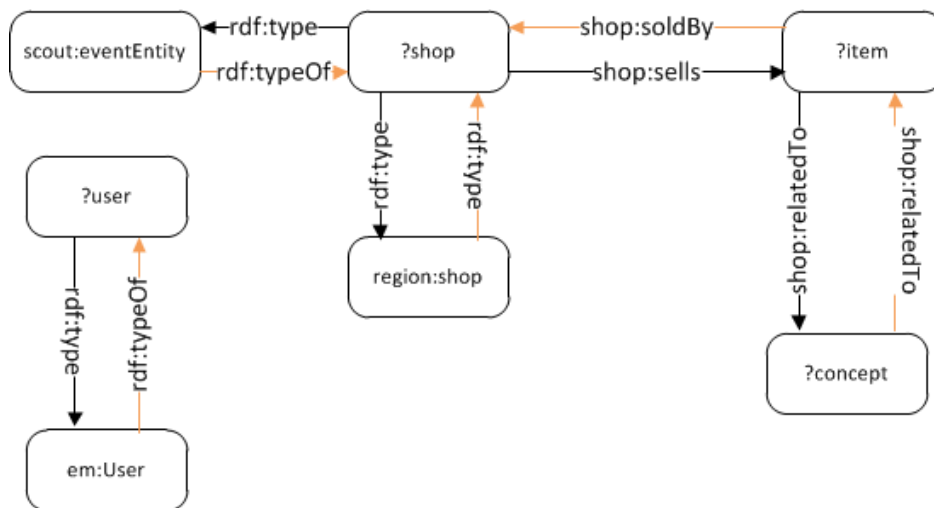 scout:eventEntity
rdf:type
rdf:typeOf
?shop
shop:soldBy
shop:sells
?item
?user
rdf:type
rdf:type
shop:relatedTo
shop:relatedTo
region:shop
rdf:type
rdf:typeOf
?concept
em:User